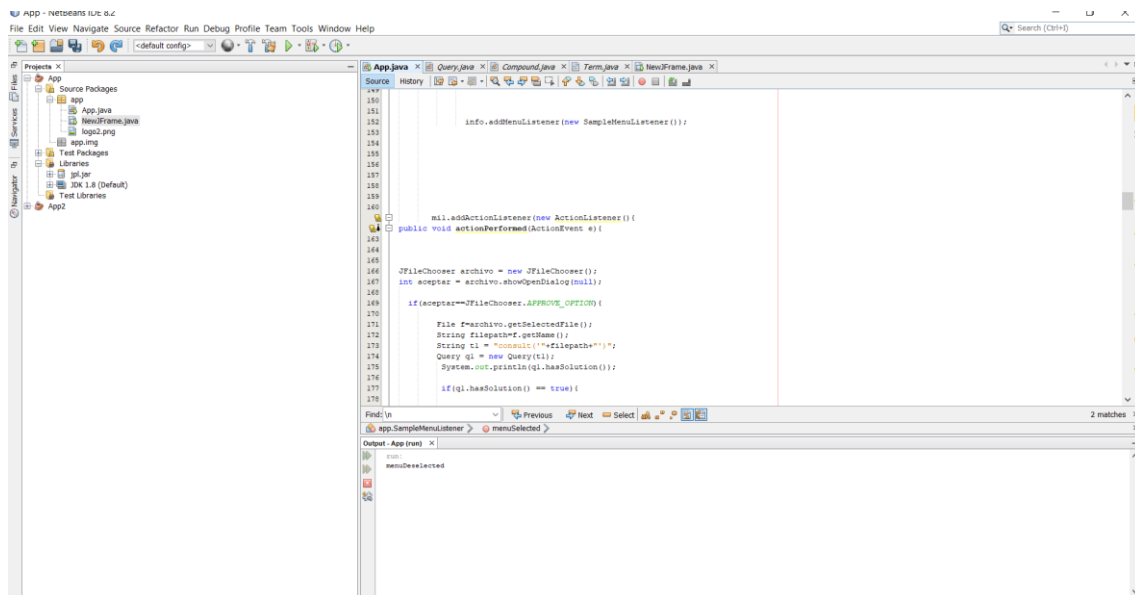 App - NetBeans IDE 8.2
File Edit View Navigate Source Refactor Run Debug Profile Team Tools Window Help
Search (Ctrl+I)
<default config>
Projects
App.java Query.java Compound.java Term.java NewJFrame.java
Files
Services
Navigator
App
Source Packages
app
App.java
NewJFrame.java
logo2.png
app.img
Test Packages
Libraries
jpl.jar
JDK 1.8 (Default)
Test Libraries
App2
Source History
149
150
151
152 info.addMenuListener(new SampleMenuListener());
153
154
155
156
157
158
159
160
mil.addActionListener(new ActionListener(){
public void actionPerformed(ActionEvent e){
163
164
165
166 JFileChooser archivo = new JFileChooser();
167 int aceptar = archivo.showOpenDialog(null);
168
169 if(aceptar==JFileChooser.APPROVE_OPTION){
170
171 File f=archivo.getSelectedFile();
172 String filepath=f.getName();
173 String t1 = "consult('"+filepath+"')";
174 Query q1 = new Query(t1);
175 System.out.println(q1.hasSolution());
176
177 if(q1.hasSolution() == true){
178
Find: \n Previous Next Select 2 matches
app.SampleMenuListener menuSelected
Output - App (run)
run:
menuDeselected